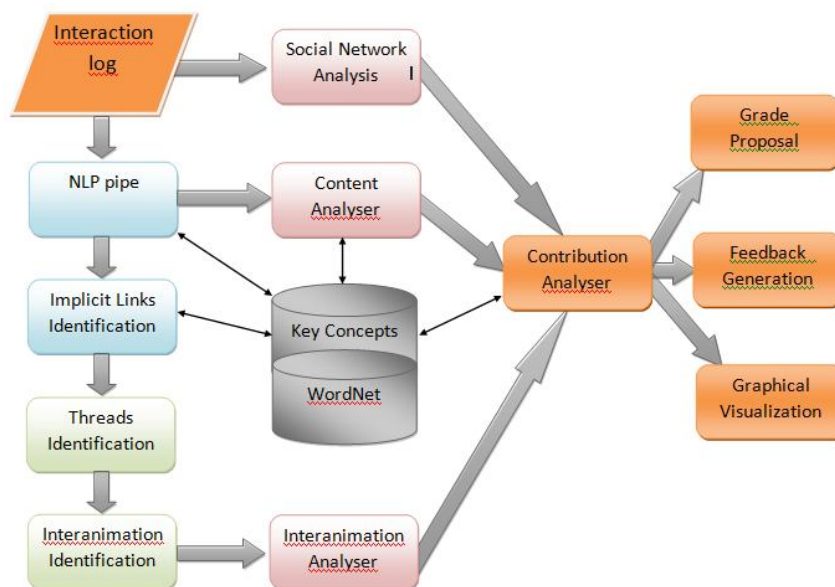 Interaction
log
Social Network
Analysis
Grade
Proposal
NLP pipe
Content
Analyser
Contribution
Analyser
Feedback
Generation
Implicit Links
Identification
Key Concepts
WordNet
Graphical
Visualization
Threads
Identification
Interanimation
Identification
Interanimation
Analyser